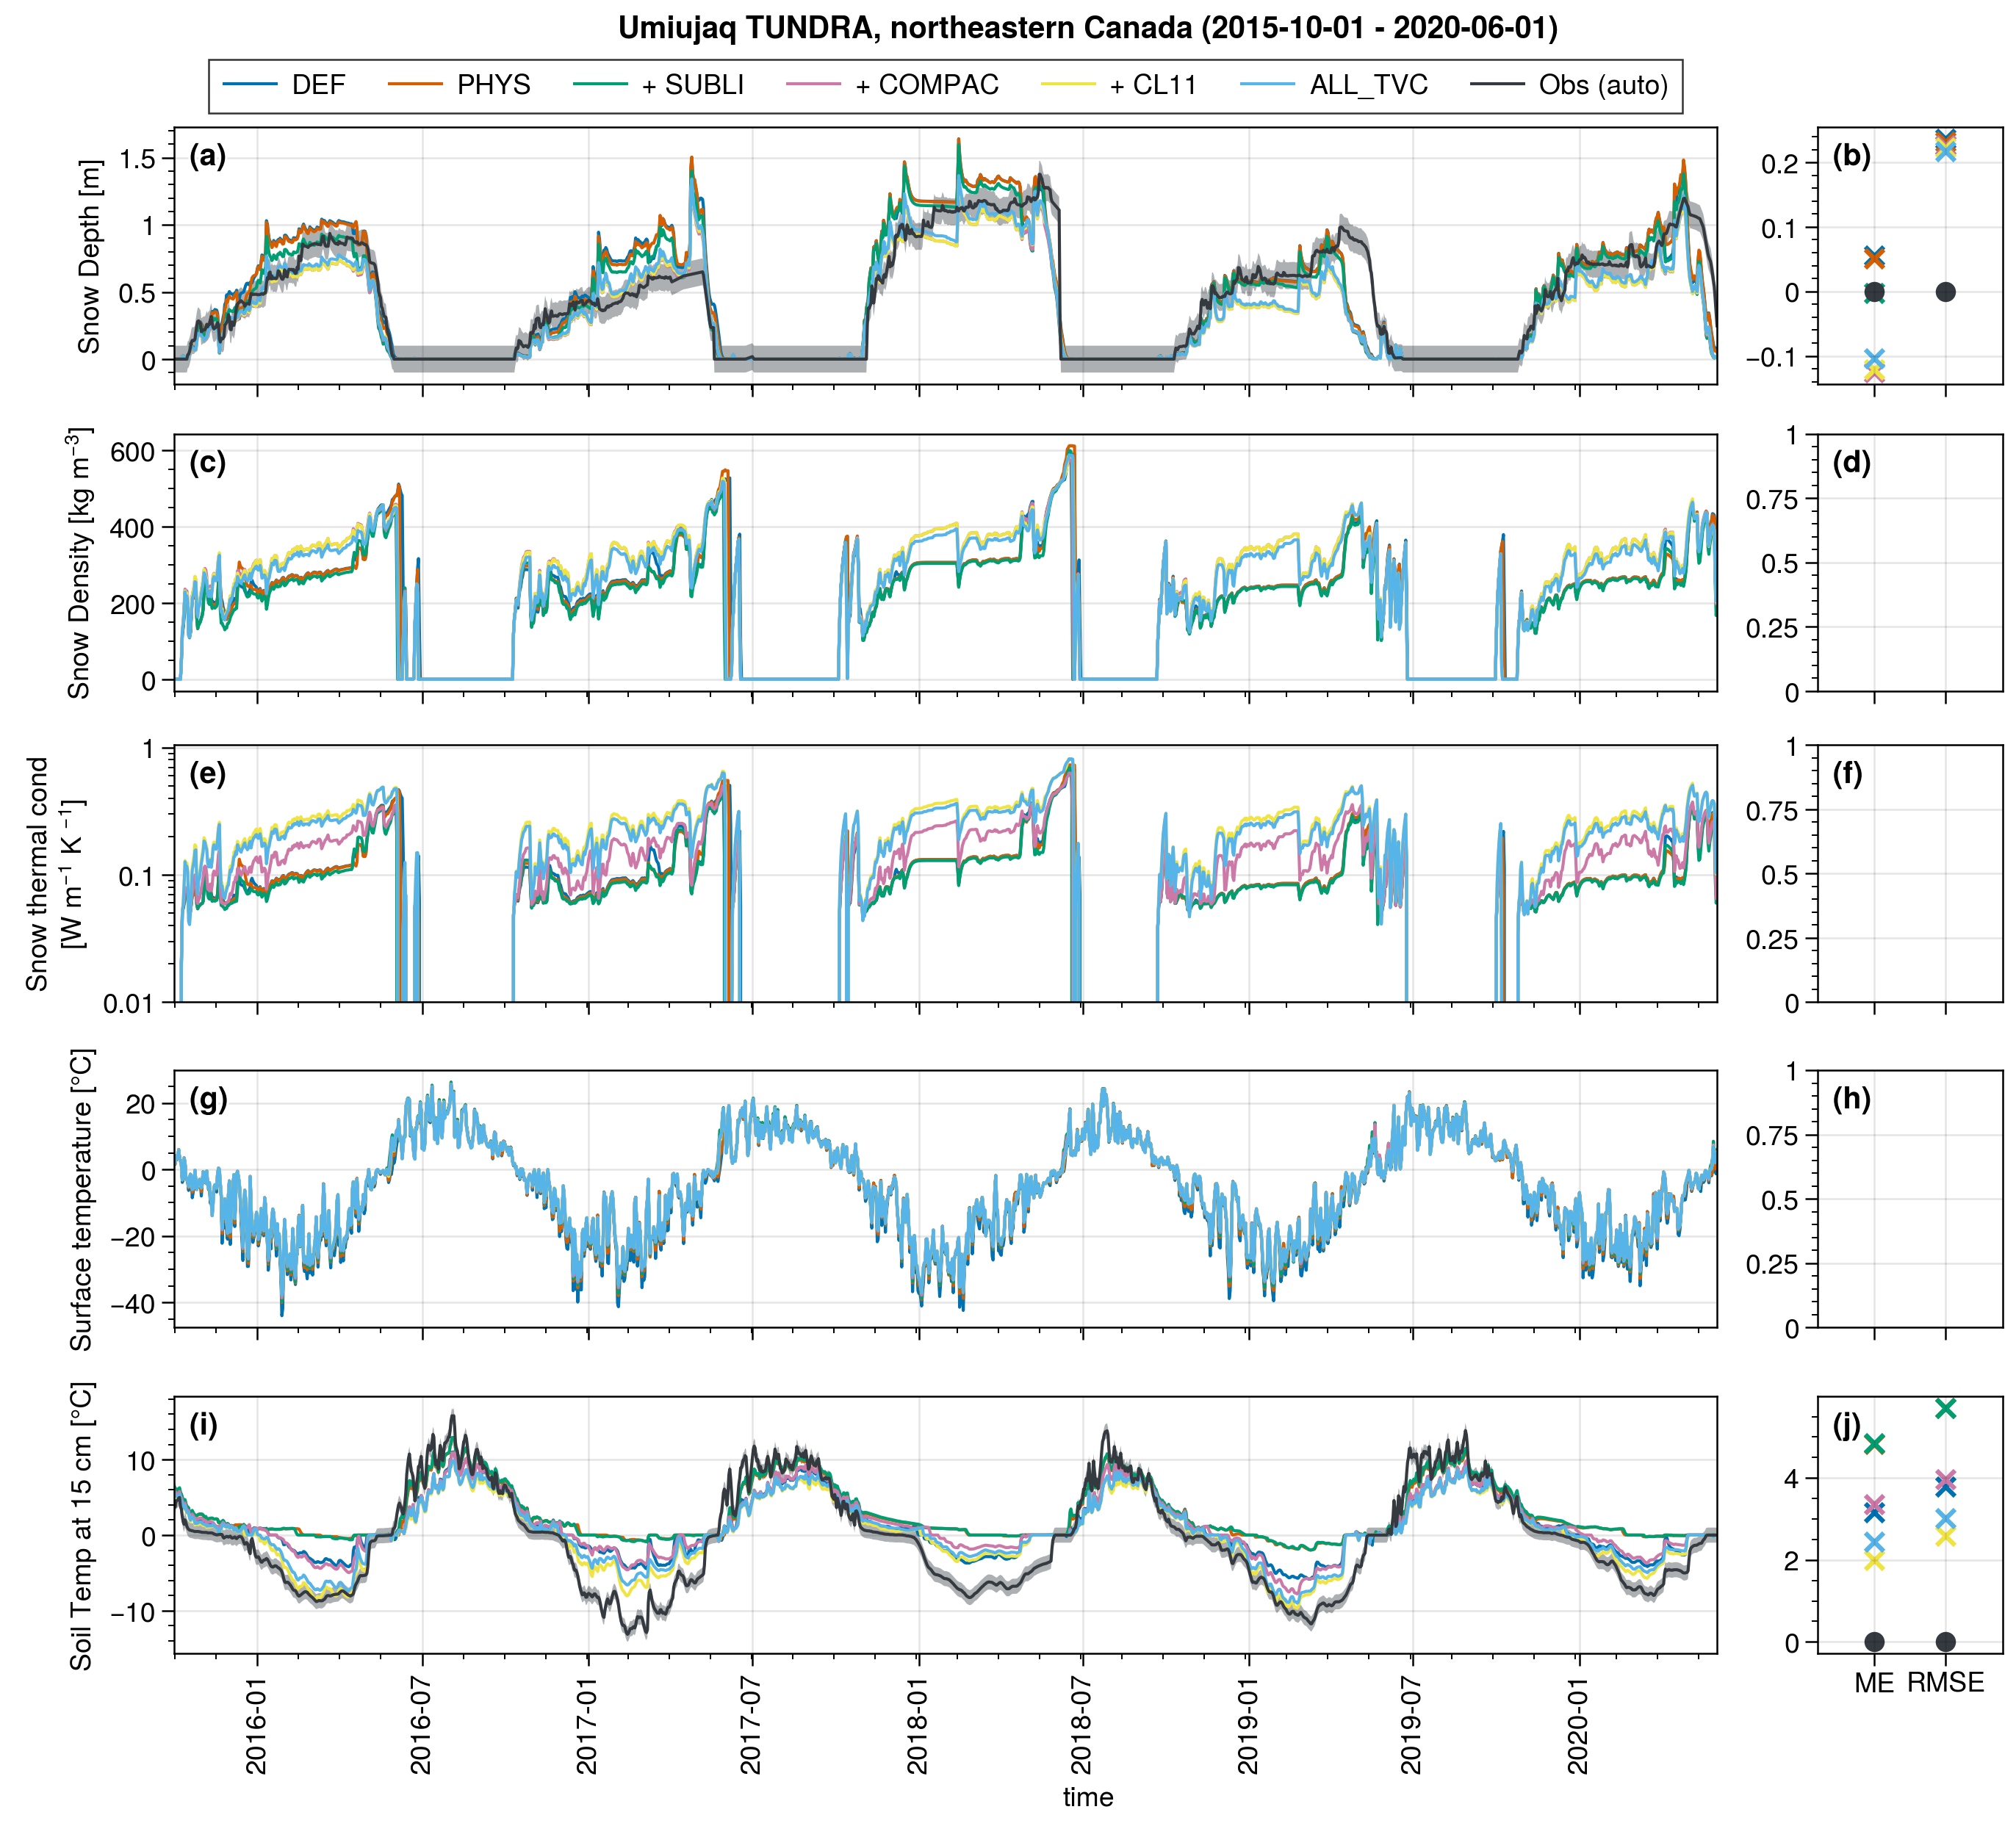 Umiujaq TUNDRA, northeastern Canada (2015-10-01 - 2020-06-01)
DEF PHYS + SUBLI + COMPAC + CL11 ALL_TVC Obs (auto)
Snow Depth [m]
1.5
1
0.5
0
(a)
(b)
0.2
0.1
0
−0.1
Snow Density [kg m⁻³]
600
400
200
0
(c)
(d)
1
0.75
0.5
0.25
0
Snow thermal cond
[W m⁻¹ K ⁻¹]
1
0.1
0.01
(e)
(f)
1
0.75
0.5
0.25
0
Surface temperature [°C]
20
0
−20
−40
(g)
(h)
1
0.75
0.5
0.25
0
Soil Temp at 15 cm [°C]
10
0
−10
(i)
(j)
4
2
0
2016-01 2016-07 2017-01 2017-07 2018-01 2018-07 2019-01 2019-07 2020-01
ME RMSE
time